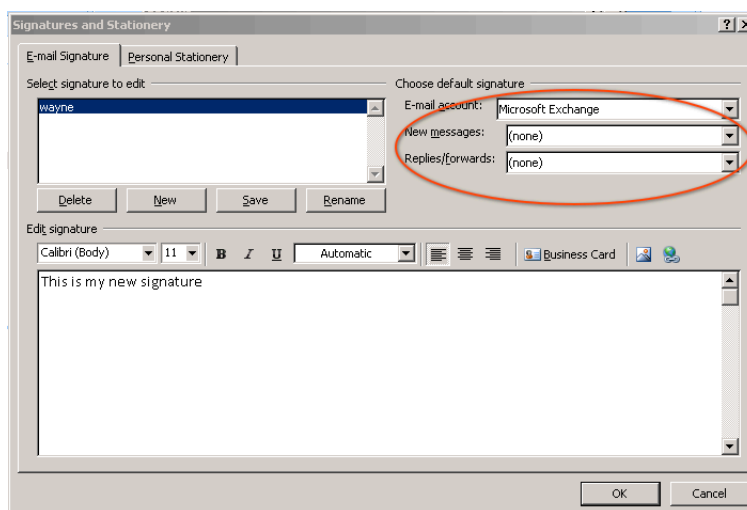 Signatures and Stationery
E-mail Signature Personal Stationery
Select signature to edit Choose default signature
wayne
E-mail account: Microsoft Exchange
New messages: (none)
Replies/forwards: (none)
Delete New Save Rename
Edit signature
Calibri (Body) 11 B I U Automatic Business Card
This is my new signature
OK Cancel